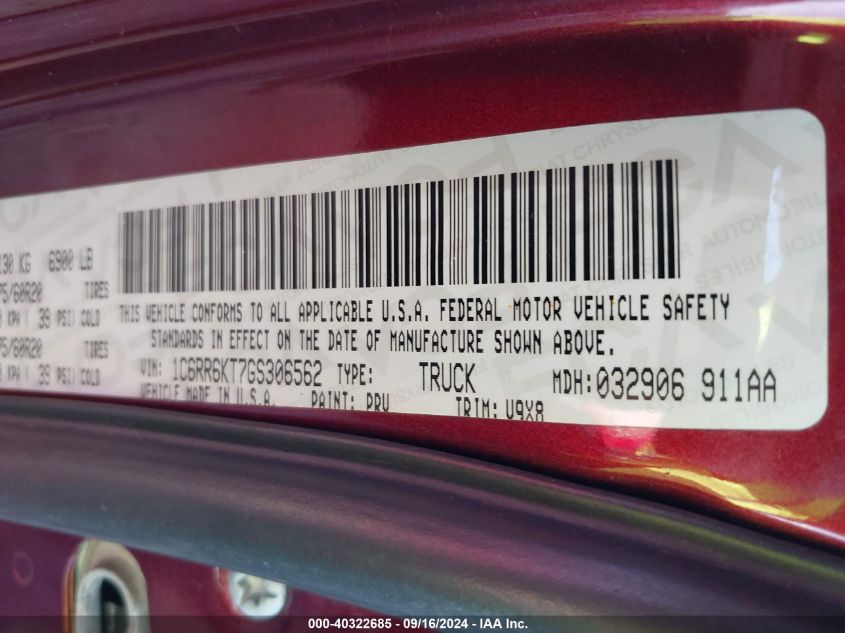 130 KG 6900 LB
75/60R20 TIRES
KPA ( 39 PSI) COLD
75/60R20 TIRES
KPA ( 39 PSI) COLD
THIS VEHICLE CONFORMS TO ALL APPLICABLE U.S.A. FEDERAL MOTOR VEHICLE SAFETY
STANDARDS IN EFFECT ON THE DATE OF MANUFACTURE SHOWN ABOVE.
VIN: 1C6RR6KT7GS306562 TYPE: TRUCK MDH: 032906 911AA
VEHICLE MADE IN U.S.A. PAINT: PRV TRIM: V9X8
000-40322685 - 09/16/2024 - IAA Inc.